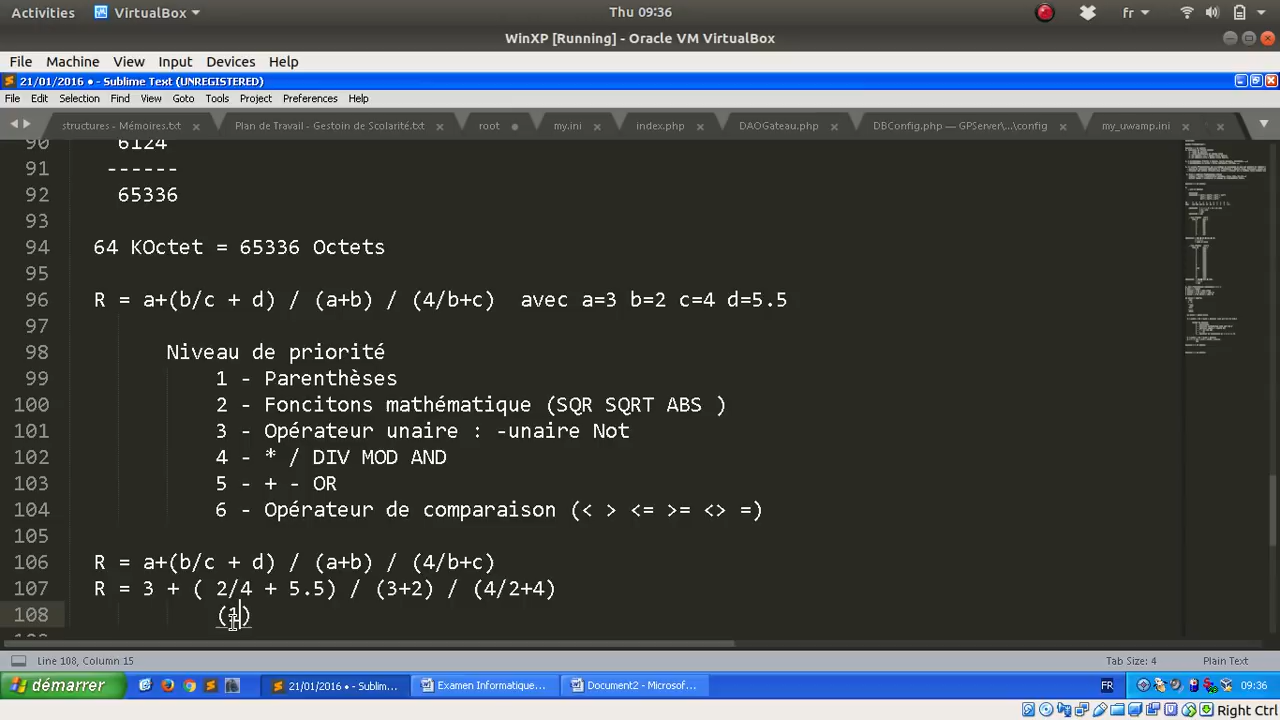 Activities VirtualBox Thu 09:36 fr
WinXP [Running] - Oracle VM VirtualBox
File Machine View Input Devices Help
21/01/2016 • - Sublime Text (UNREGISTERED)
File Edit Selection Find View Goto Tools Project Preferences Help
structures - Mémoires.txt × Plan de Travail - Gestoin de Scolarité.txt × root • my.ini × index.php × DAOGateau.php × DBConfig.php — GPServer\...\config × my_uwamp.ini × ×
90 6124
91 ------
92 65336
93
94 64 KOctet = 65336 Octets
95
96 R = a+(b/c + d) / (a+b) / (4/b+c) avec a=3 b=2 c=4 d=5.5
97
98 Niveau de priorité
99 1 - Parenthèses
100 2 - Foncitons mathématique (SQR SQRT ABS )
101 3 - Opérateur unaire : -unaire Not
102 4 - * / DIV MOD AND
103 5 - + - OR
104 6 - Opérateur de comparaison (< > <= >= <> =)
105
106 R = a+(b/c + d) / (a+b) / (4/b+c)
107 R = 3 + ( 2/4 + 5.5) / (3+2) / (4/2+4)
108 (1)
Line 108, Column 15 Tab Size: 4 Plain Text
démarrer 21/01/2016 • - Sublim... Examen Informatique... Document2 - Microsof... FR 09:36
Right Ctrl